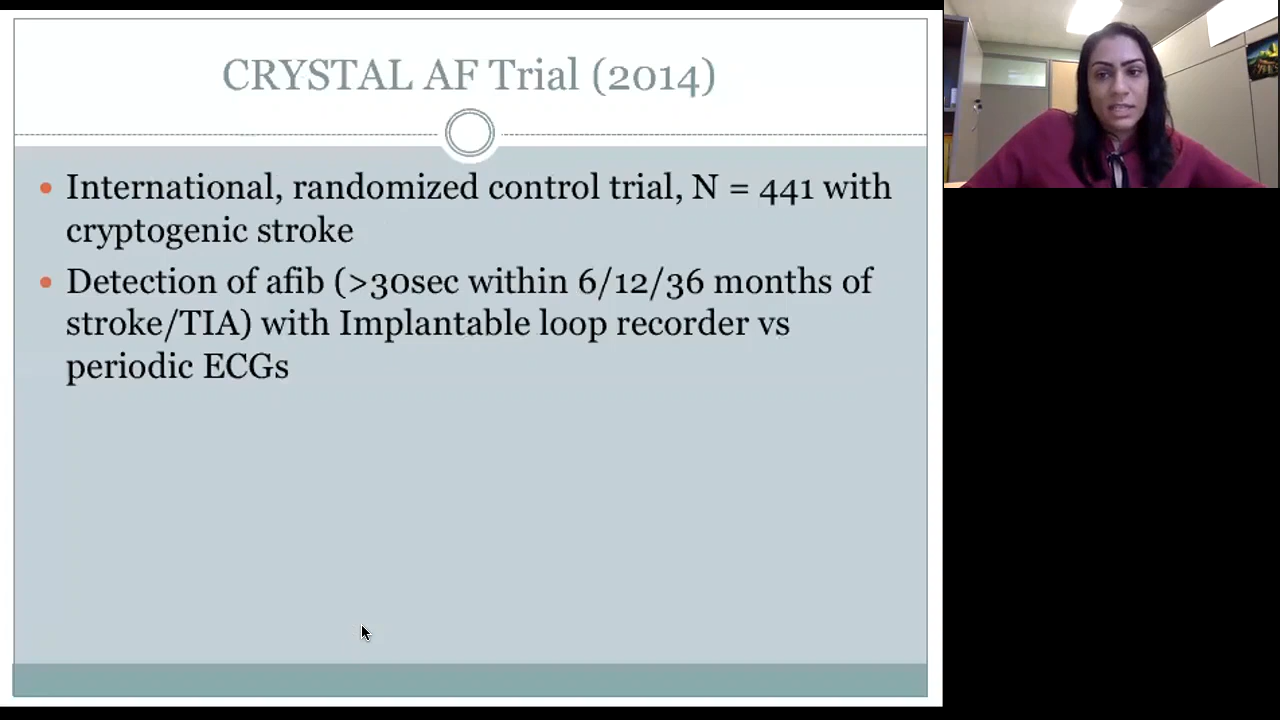 CRYSTAL AF Trial (2014)
• International, randomized control trial, N = 441 with
cryptogenic stroke
• Detection of afib (>30sec within 6/12/36 months of
stroke/TIA) with Implantable loop recorder vs
periodic ECGs